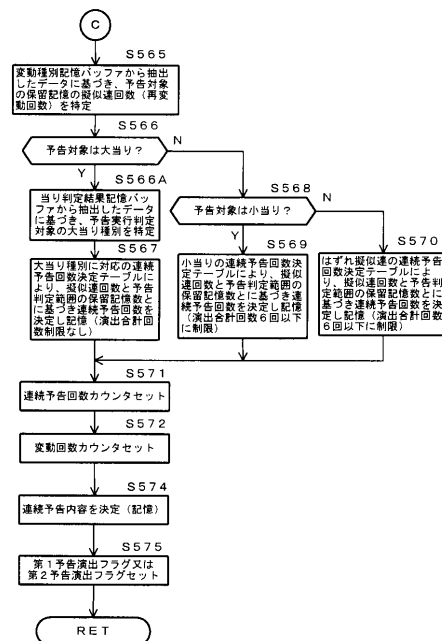 C
S565
変動種別記憶バッファから抽出
したデータに基づき、予告対象
の保留記憶の擬似連回数（再変
動回数）を特定
S566
予告対象は大当り？
N
Y
S566A
当り判定結果記憶バッ
ファから抽出したデータ
に基づき、予告実行判定
対象の大当り種別を特定
S567
大当り種別に対応の連続
予告回数決定テーブルに
より、擬似連回数と予告
判定範囲の保留記憶数と
に基づき連続予告回数を
決定し記憶（演出合計回
数制限なし）
S568
予告対象は小当り？
N
Y
S569
小当りの連続予告回数決
定テーブルにより、擬似
連回数と予告判定範囲の
保留記憶数とに基づき連
続予告回数を決定し記憶
（演出合計回数６回以下
に制限）
S570
はずれ擬似連の連続予告
回数決定テーブルによ
り、擬似連回数と予告判
定範囲の保留記憶数とに
基づき連続予告回数を決
定し記憶（演出合計回数
６回以下に制限）
S571
連続予告回数カウンタセット
S572
変動回数カウンタセット
S574
連続予告内容を決定（記憶）
S575
第１予告演出フラグ又は
第２予告演出フラグセット
RET